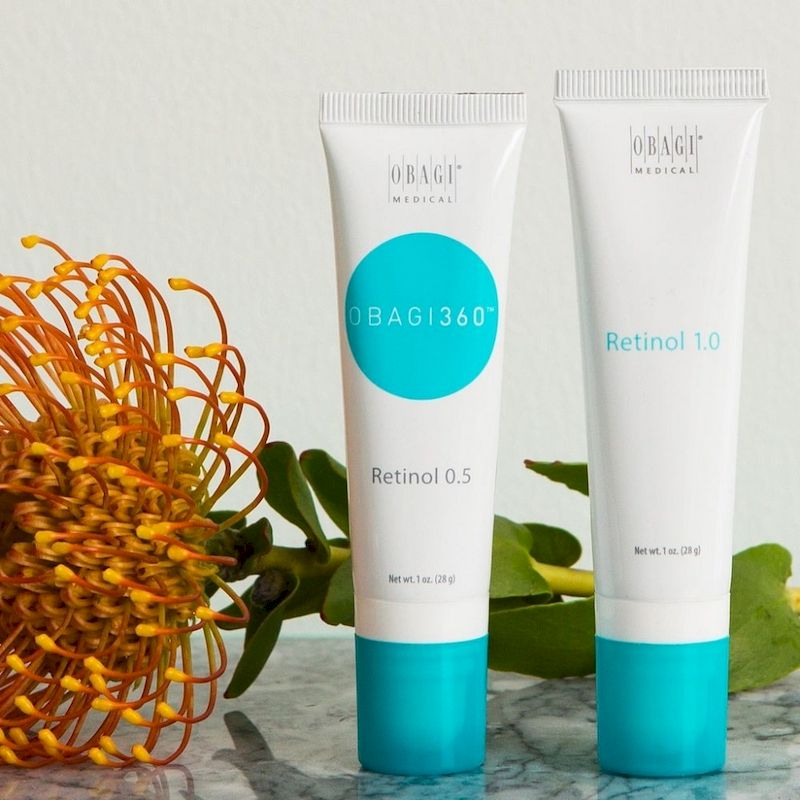 OBAGI®
MEDICAL
OBAGI360™
Retinol 0.5
Net wt. 1 oz. (28 g)
OBAGI®
MEDICAL
Retinol 1.0
Net wt. 1 oz. (28 g)